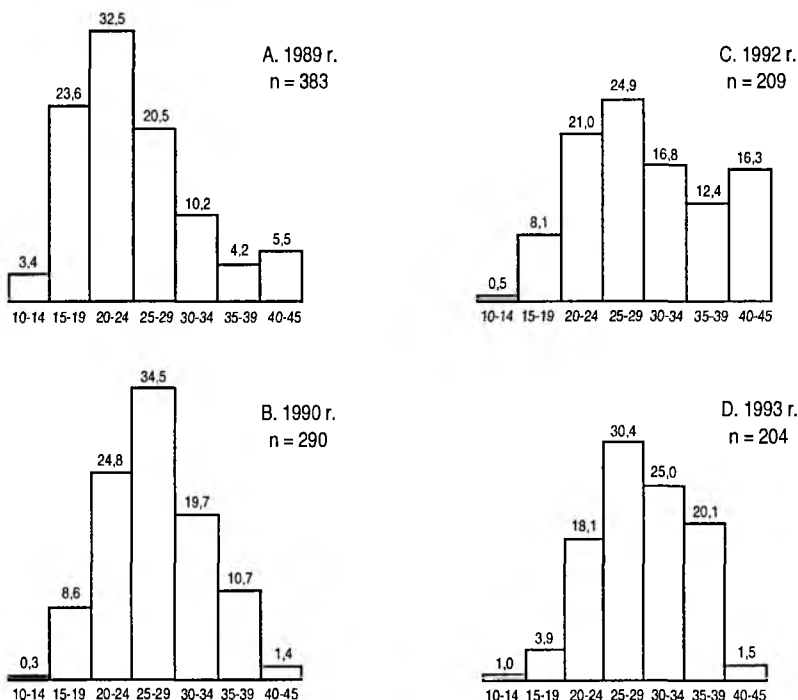 32,5
23,6
20,5
10,2
4,2
5,5
3,4
A. 1989 r.
n = 383
10-14 15-19 20-24 25-29 30-34 35-39 40-45
24,9
21,0
16,8
16,3
12,4
8,1
0,5
C. 1992 r.
n = 209
10-14 15-19 20-24 25-29 30-34 35-39 40-45
34,5
24,8
19,7
10,7
8,6
1,4
0,3
B. 1990 r.
n = 290
10-14 15-19 20-24 25-29 30-34 35-39 40-45
30,4
25,0
20,1
18,1
3,9
1,5
1,0
D. 1993 r.
n = 204
10-14 15-19 20-24 25-29 30-34 35-39 40-45